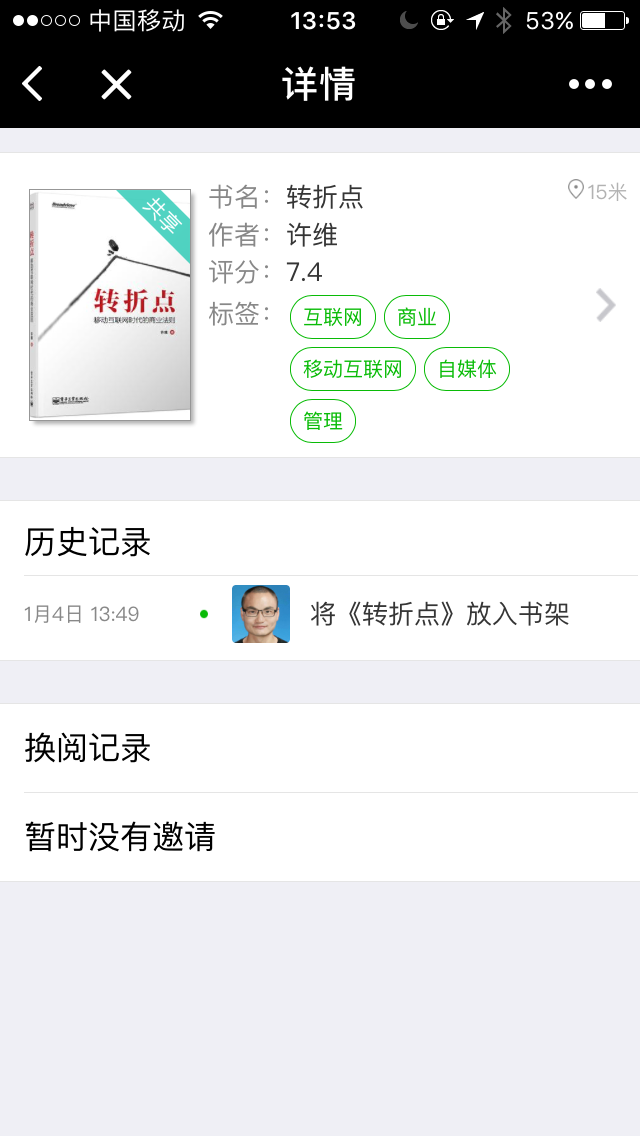 中国移动 13:53 53%
详情
共享
转折点
移动互联网时代的商业法则
书名： 转折点
15米
作者： 许维
评分： 7.4
标签： 互联网 商业
移动互联网 自媒体
管理
历史记录
1月4日 13:49 将《转折点》放入书架
换阅记录
暂时没有邀请